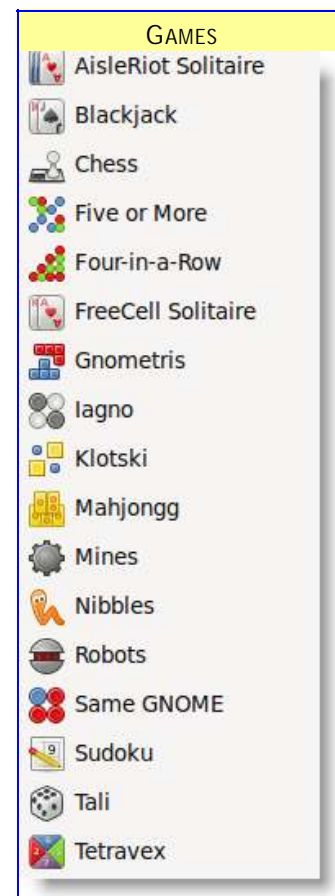 GAMES
AisleRiot Solitaire
Blackjack
Chess
Five or More
Four-in-a-Row
FreeCell Solitaire
Gnometris
Iagno
Klotski
Mahjongg
Mines
Nibbles
Robots
Same GNOME
9
Sudoku
Tali
Tetravex